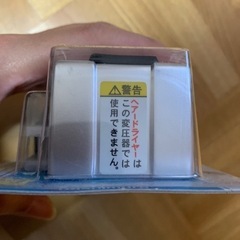 警告
ヘアードライヤーは
この変圧器では
使用できません。